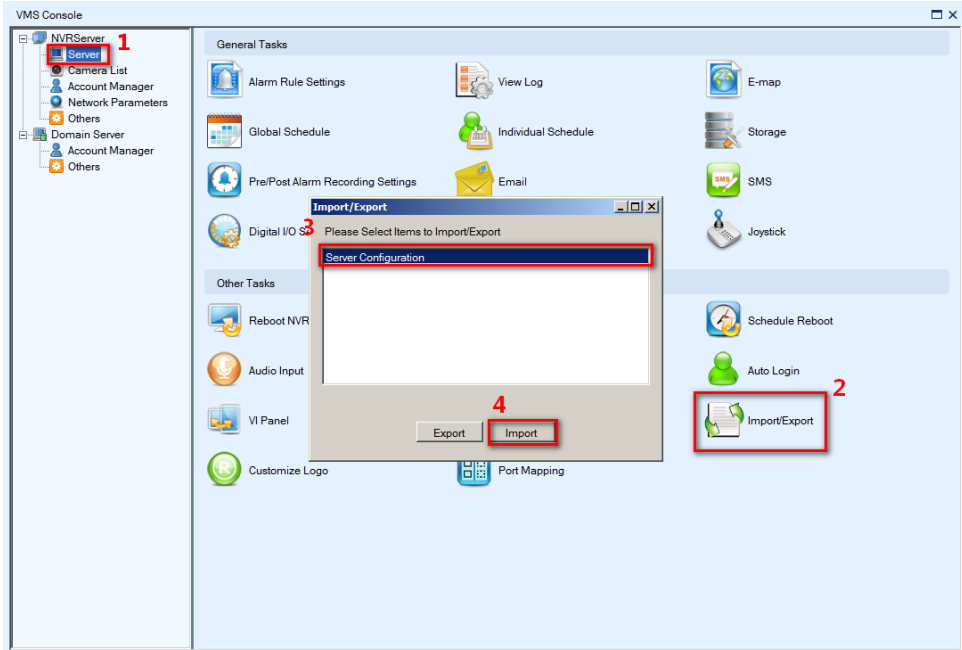 VMS Console
NVRServer
1
Server
Camera List
Account Manager
Network Parameters
Others
Domain Server
Account Manager
Others
General Tasks
Alarm Rule Settings
View Log
E-map
Global Schedule
Individual Schedule
Storage
Pre/Post Alarm Recording Settings
Email
SMS
SMS
Digital I/O S
Joystick
Import/Export
3
Please Select Items to Import/Export
Server Configuration
4
Export
Import
Other Tasks
Reboot NVR
Schedule Reboot
Audio Input
Auto Login
2
VI Panel
Import/Export
R
Customize Logo
Port Mapping